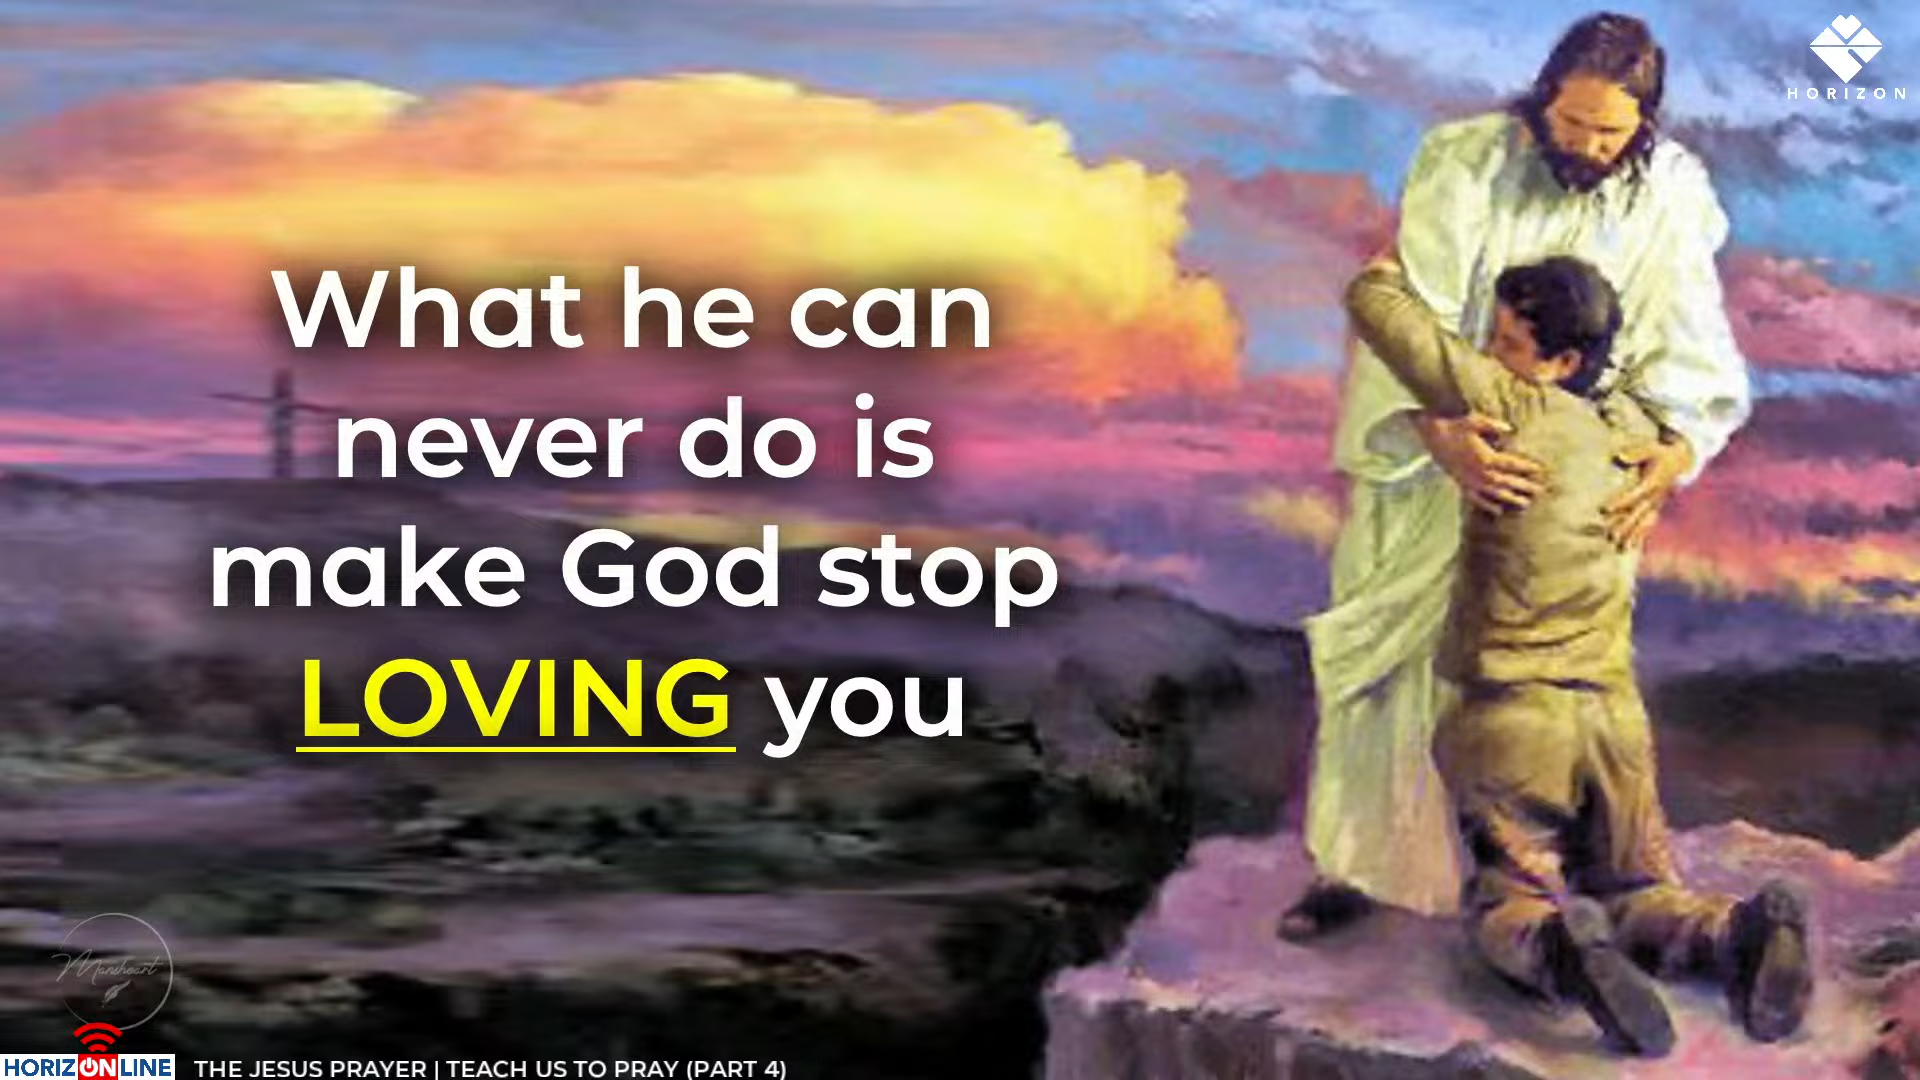 HORIZON
What he can
never do is
make God stop
LOVING you
Mansheart
HORIZONLINE
THE JESUS PRAYER | TEACH US TO PRAY (PART 4)